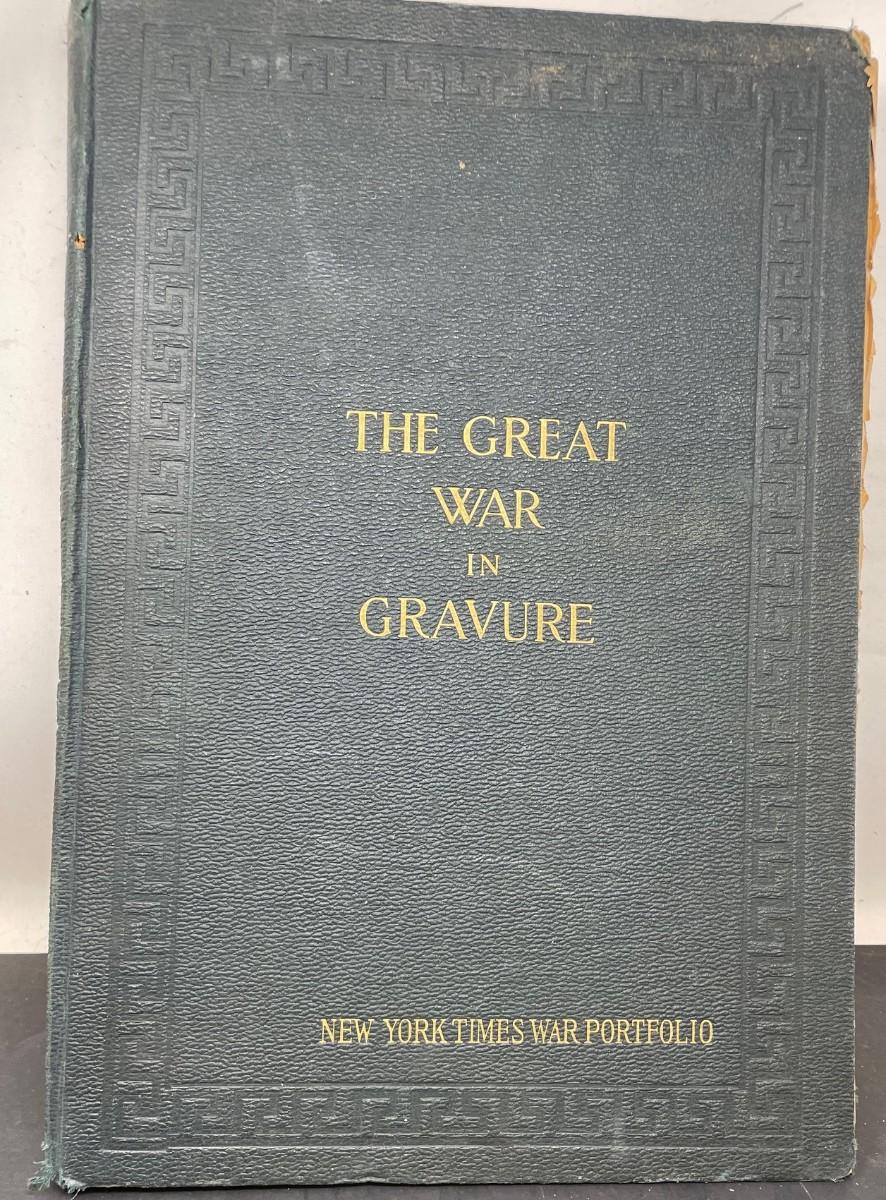 THE GREAT
WAR
IN
GRAVURE
NEW YORK TIMES WAR PORTFOLIO